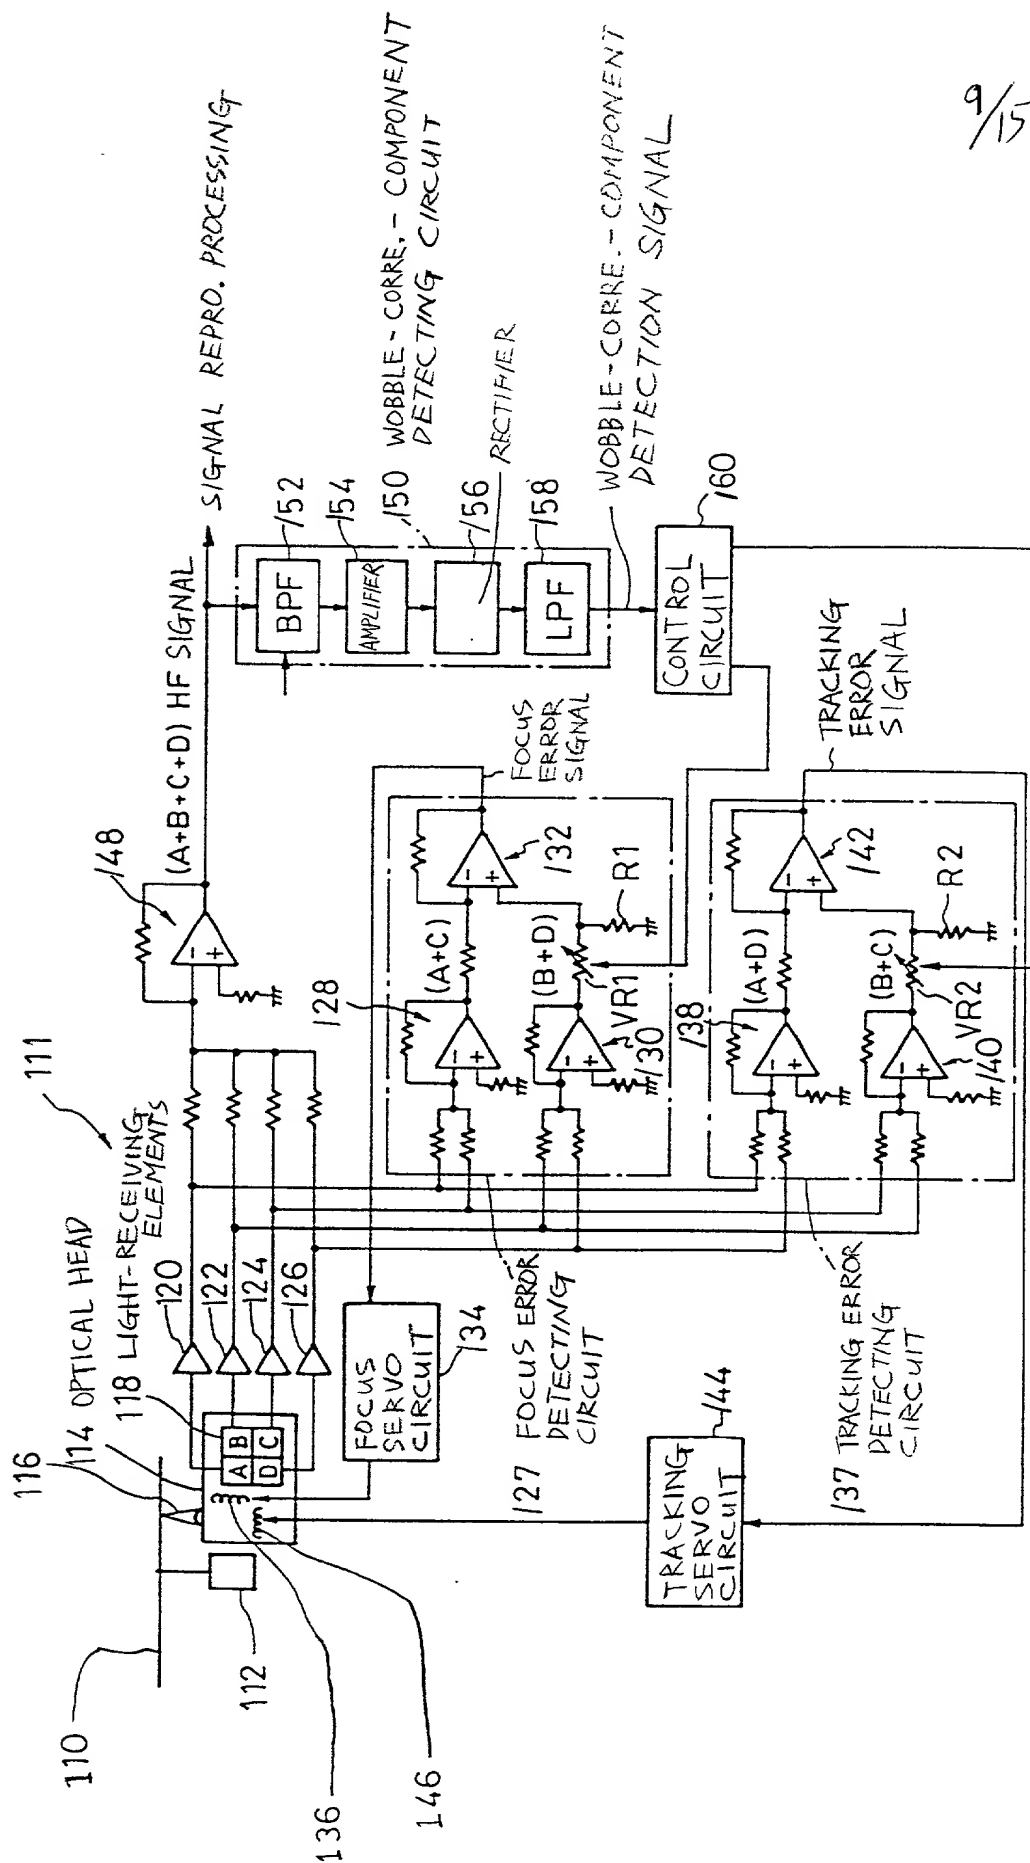 9/15
111
110
112
116
114 OPTICAL HEAD
118 LIGHT-RECEIVING
ELEMENTS
136
146
A
B
D
C
120
122
124
126
148
-
+
(A+B+C+D) HF SIGNAL
SIGNAL REPRO. PROCESSING
BPF
152
AMPLIFIER
154
150 WOBBLE-CORRE.-COMPONENT
DETECTING CIRCUIT
156
RECTIFIER
LPF
158
WOBBLE-CORRE.-COMPONENT
DETECTION SIGNAL
CONTROL
CIRCUIT
160
FOCUS
SERVO
CIRCUIT
134
FOCUS
ERROR
SIGNAL
128
-
+
(A+C)
-
+
132
130
-
+
(B+D)
VR1
R1
127 FOCUS ERROR
DETECTING
CIRCUIT
TRACKING
SERVO
CIRCUIT
144
TRACKING
ERROR
SIGNAL
138
-
+
(A+D)
-
+
142
140
-
+
(B+C)
VR2
R2
137 TRACKING ERROR
DETECTING
CIRCUIT